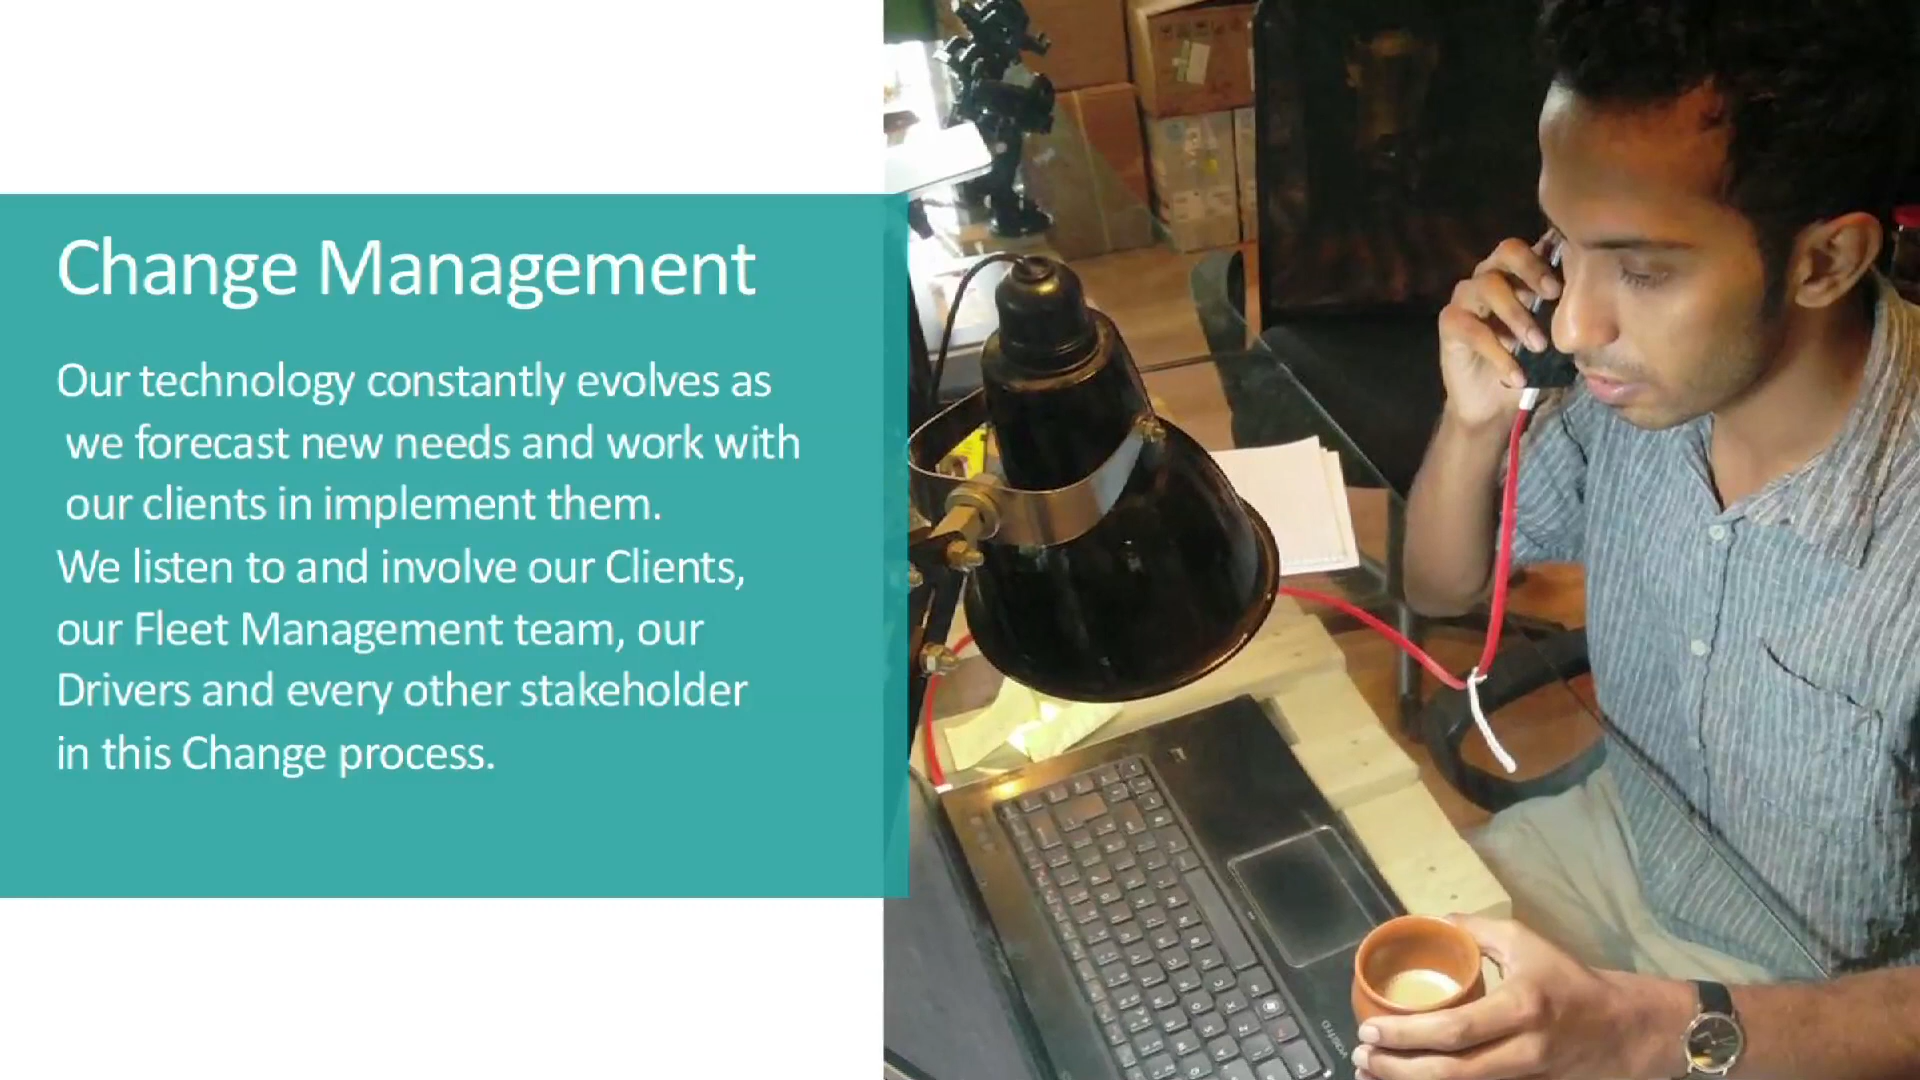 Change Management
Our technology constantly evolves as
we forecast new needs and work with
our clients in implement them.
We listen to and involve our Clients,
our Fleet Management team, our
Drivers and every other stakeholder
in this Change process.